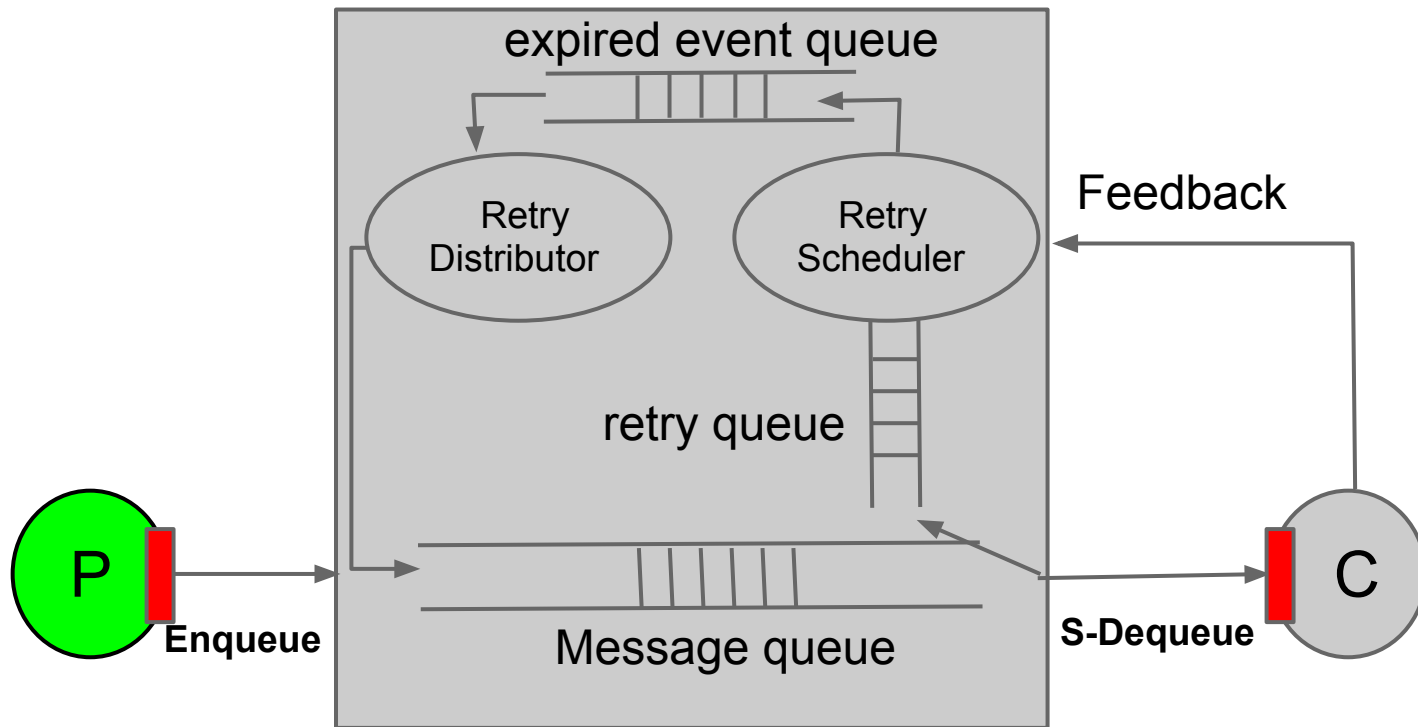 expired event queue
Retry
Distributor
Retry
Scheduler
Feedback
retry queue
P
C
Enqueue
Message queue
S-Dequeue